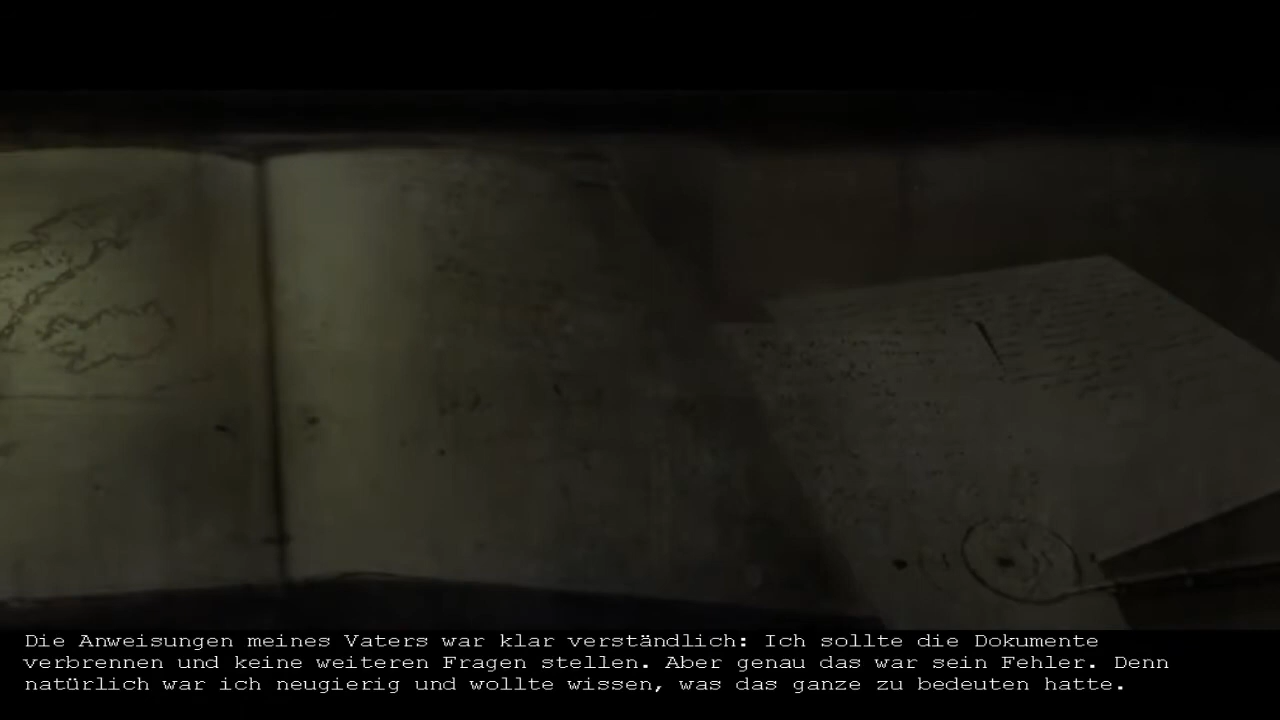 Die Anweisungen meines Vaters war klar verständlich: Ich sollte die Dokumente
verbrennen und keine weiteren Fragen stellen. Aber genau das war sein Fehler. Denn
natürlich war ich neugierig und wollte wissen, was das ganze zu bedeuten hatte.